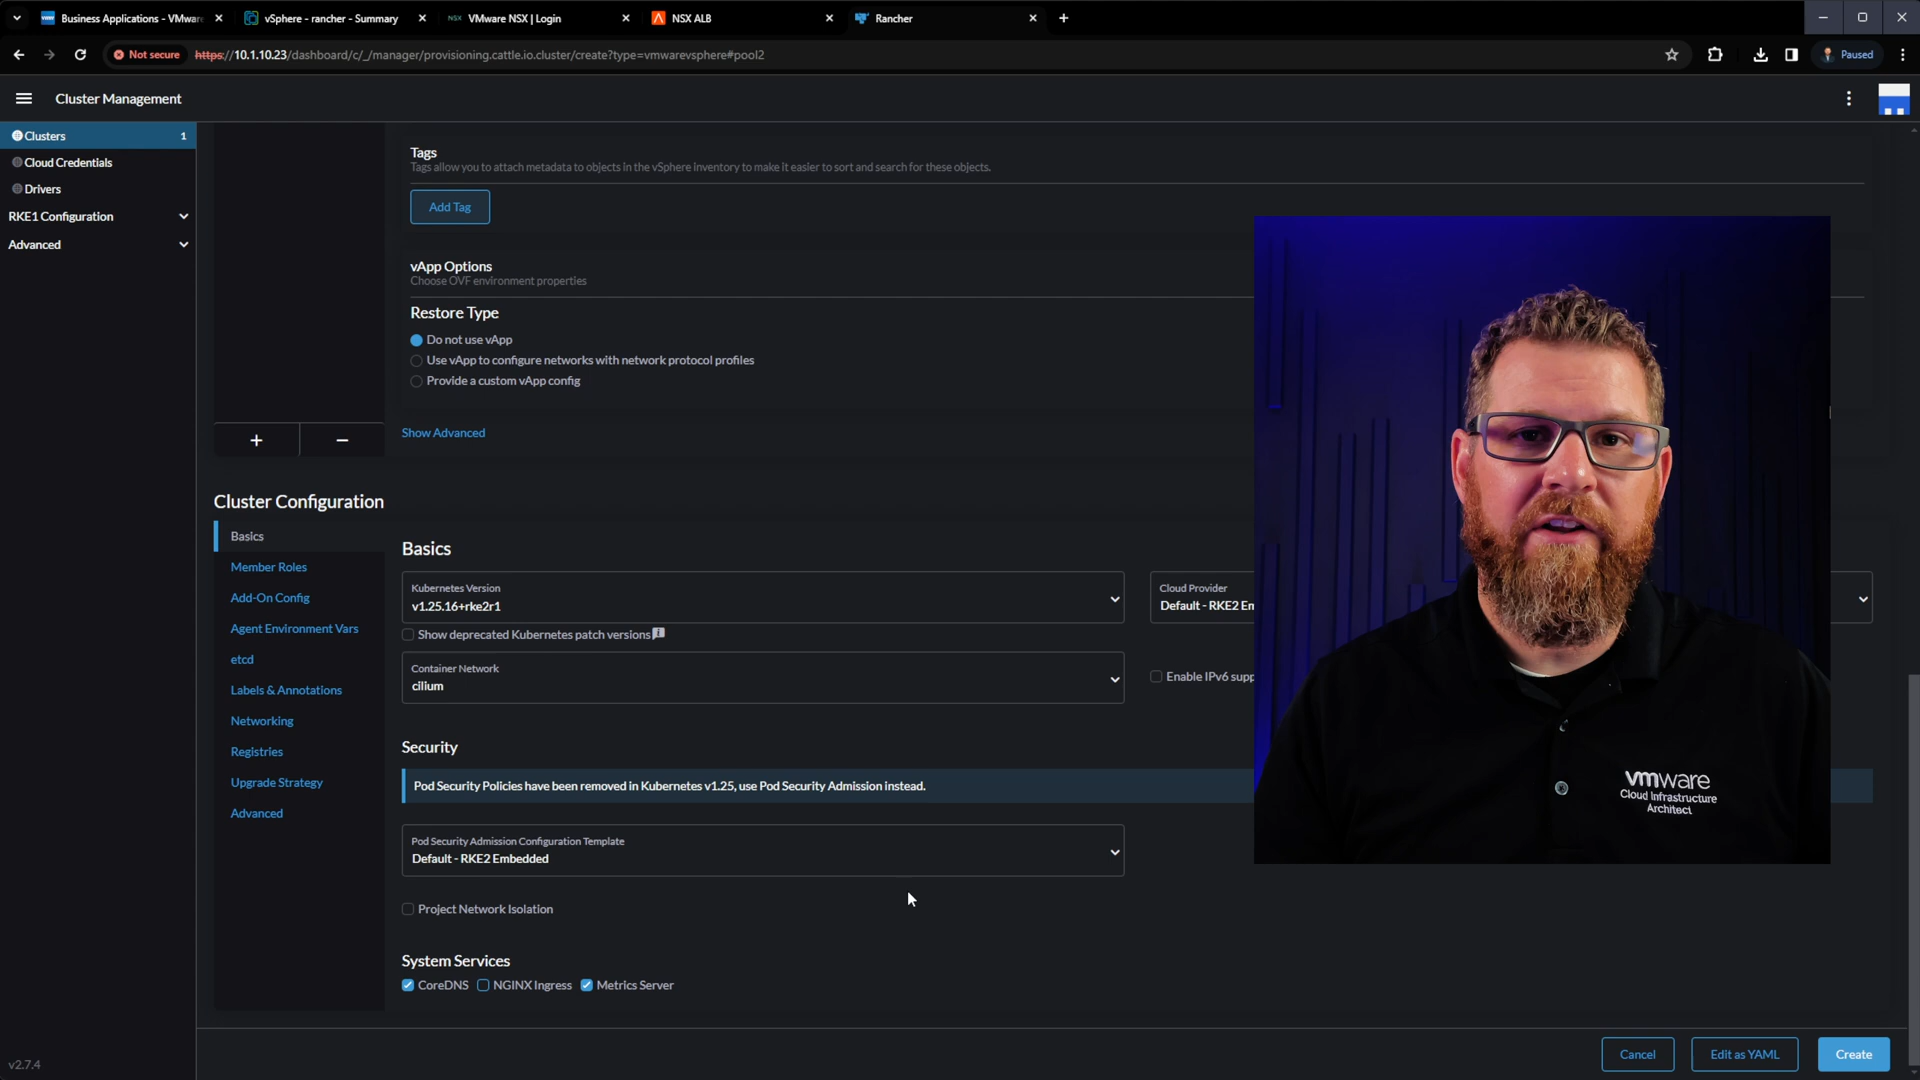 Business Applications - VMware
vSphere - rancher - Summary
NSX
VMware NSX | Login
NSX ALB
Rancher
Not secure
https://10.1.10.23/dashboard/c/_/manager/provisioning.cattle.io.cluster/create?type=vmwarevsphere#pool2
Paused
Cluster Management
Clusters 1
Cloud Credentials
Drivers
RKE1 Configuration
Advanced
Tags
Tags allow you to attach metadata to objects in the vSphere inventory to make it easier to sort and search for these objects.
Add Tag
vApp Options
Choose OVF environment properties
Restore Type
Do not use vApp
Use vApp to configure networks with network protocol profiles
Provide a custom vApp config
+ −
Show Advanced
Cluster Configuration
Basics
Member Roles
Add-On Config
Agent Environment Vars
etcd
Labels & Annotations
Networking
Registries
Upgrade Strategy
Advanced
Basics
Kubernetes Version
v1.25.16+rke2r1
Cloud Provider
Default - RKE2 Em
Show deprecated Kubernetes patch versions
Container Network
cilium
Enable IPv6 supp
Security
Pod Security Policies have been removed in Kubernetes v1.25, use Pod Security Admission instead.
Pod Security Admission Configuration Template
Default - RKE2 Embedded
Project Network Isolation
System Services
CoreDNS NGINX Ingress Metrics Server
vmware
Cloud Infrastructure
Architect
v2.7.4
Cancel
Edit as YAML
Create